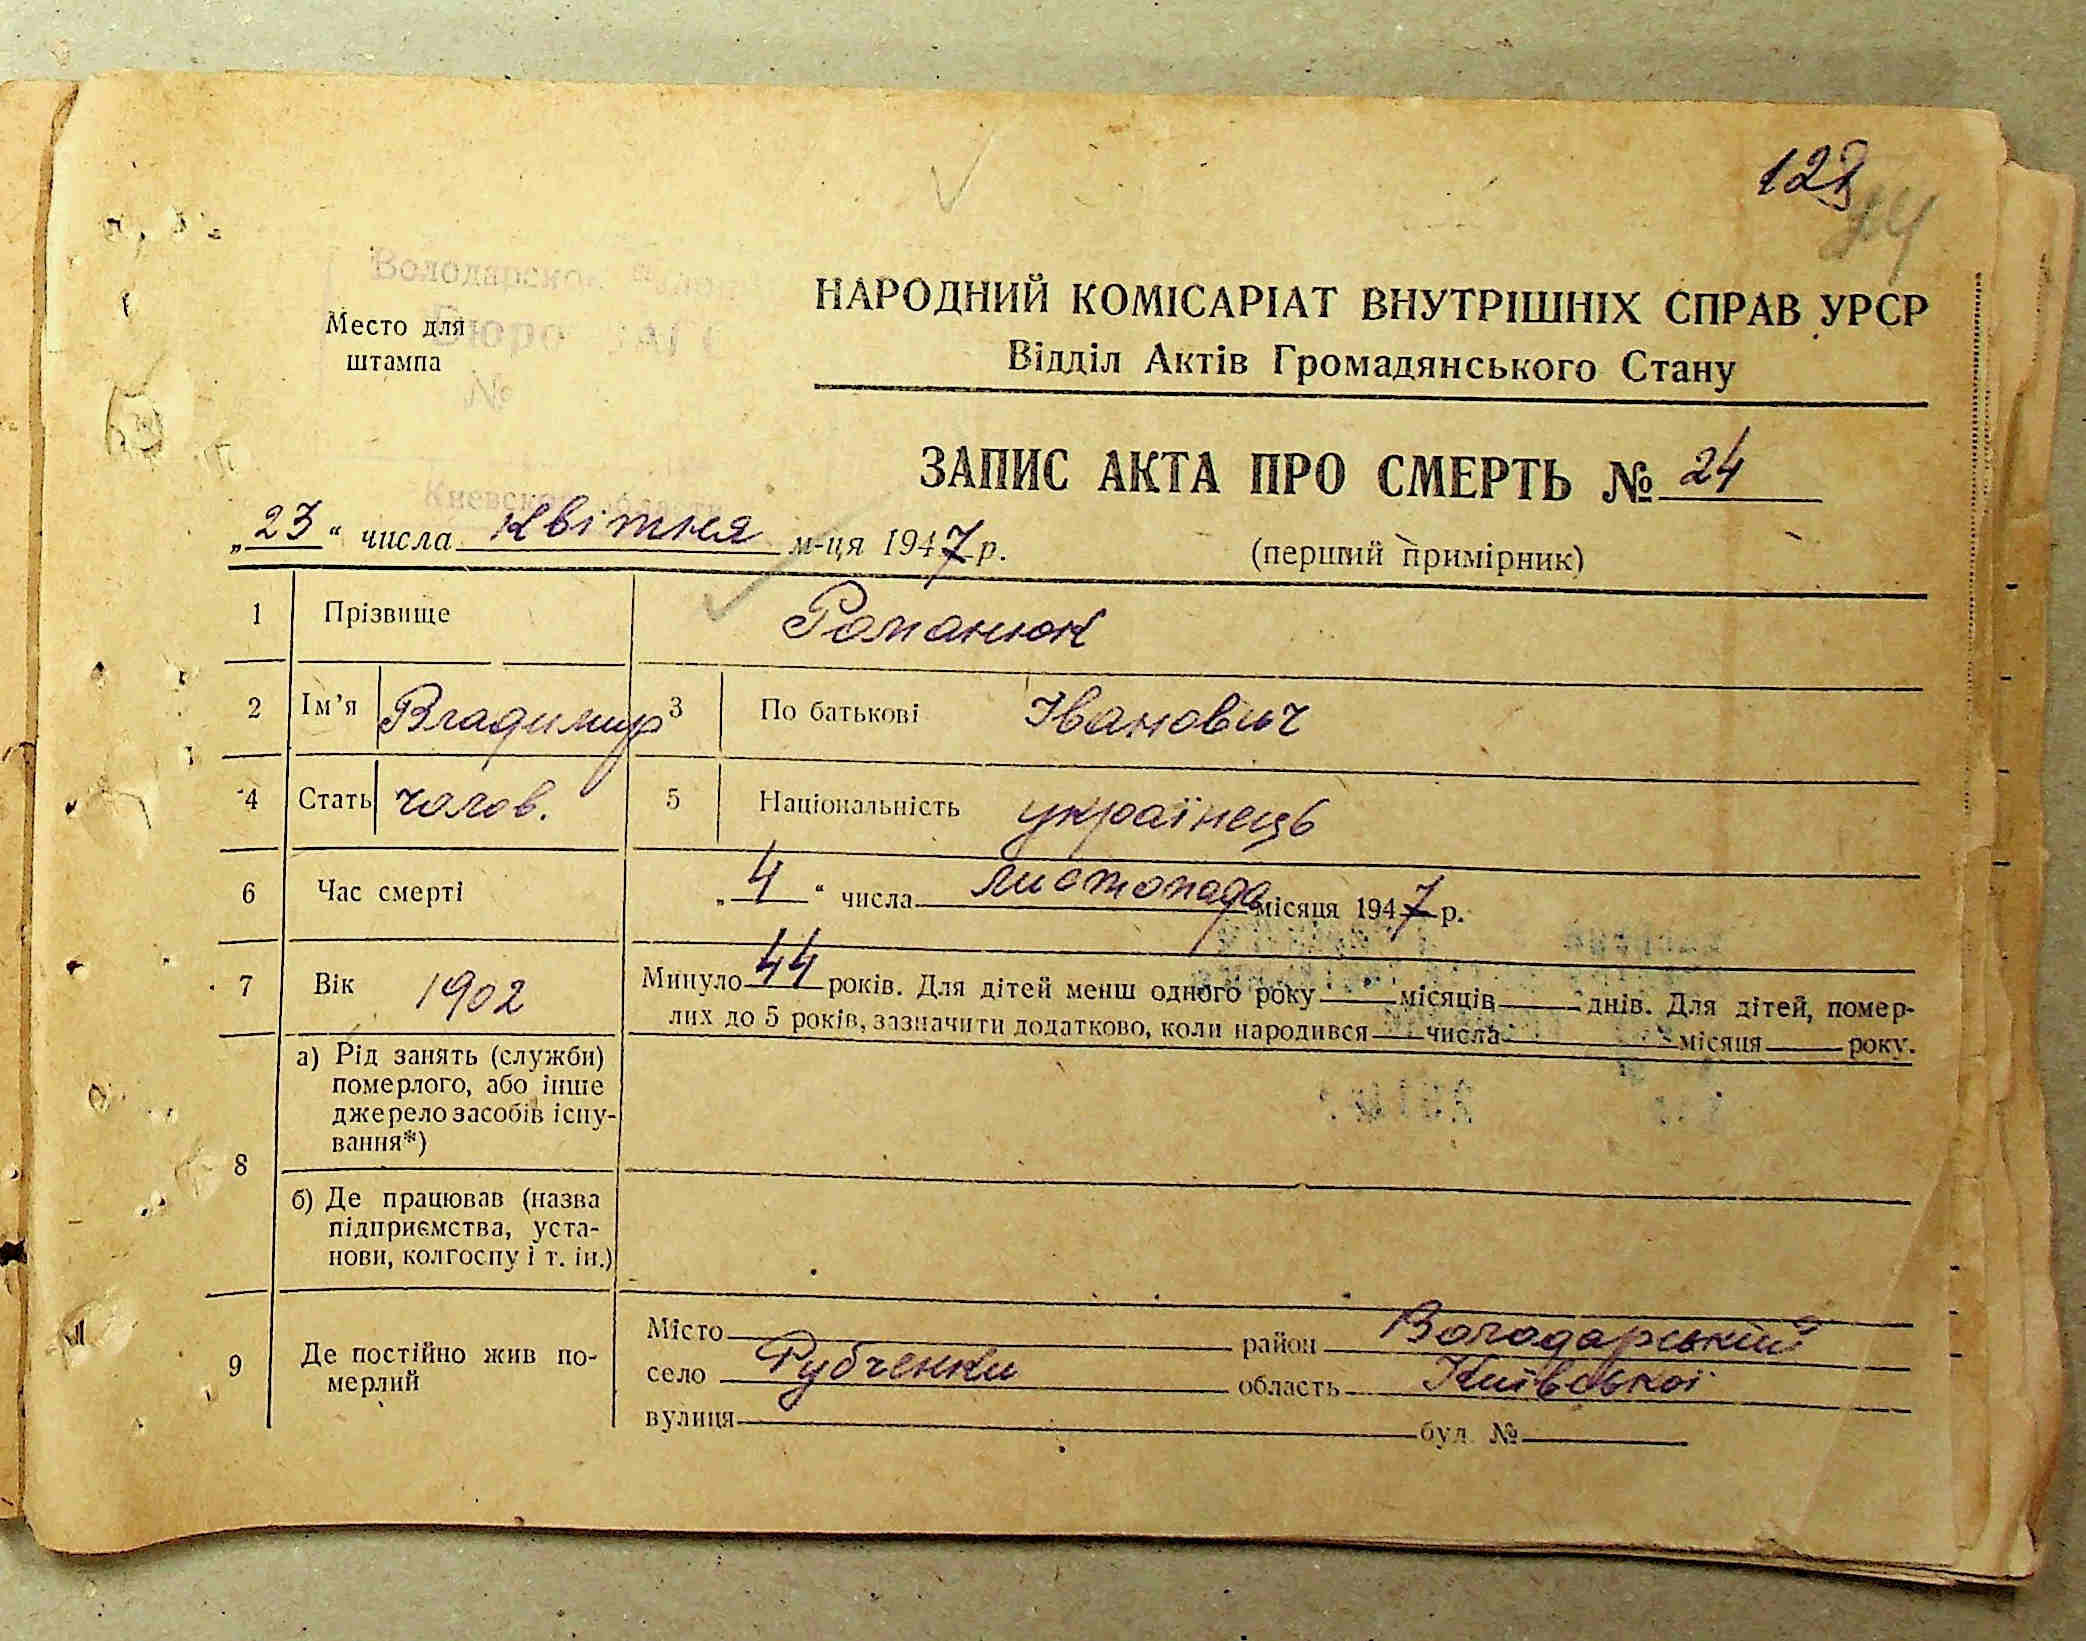 123
Володарское
Бюро ЗАГС
№
Место для
штампа
НАРОДНИЙ КОМІСАРІАТ ВНУТРІШНІХ СПРАВ УРСР
Відділ Актів Громадянського Стану
ЗАПИС АКТА ПРО СМЕРТЬ № 24
Киевской области
„23“ числа квітня м-ця 1947 р. (перший примірник)
1 Прізвище Романюк
2 Ім’я Владимир 3 По батькові Іванович
4 Стать чолов. 5 Національність українець
6 Час смерті „4“ числа листопада місяця 1947 р.
7 Вік 1902 Минуло 44 років. Для дітей менш одного року місяців днів. Для дітей, помер-
лих до 5 років, зазначити додатково, коли народився числа місяця року.
8 а) Рід занять (служби)
померлого, або інше
джерело засобів існу-
вання*)
б) Де працював (назва
підприємства, уста-
нови, колгоспу і т. ін.)
9 Де постійно жив по-
мерлий
Місто район Володарський
село Рубченки область Київської
вулиця буд. №